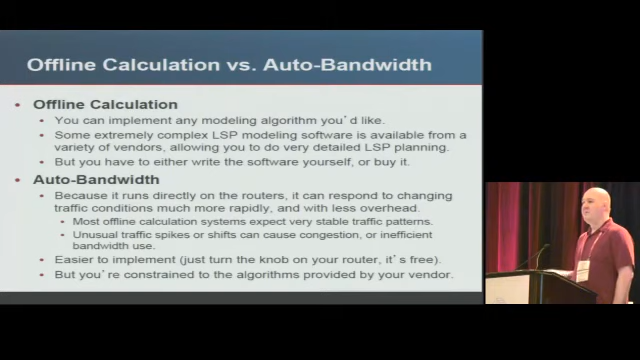 Offline Calculation vs. Auto-Bandwidth
• Offline Calculation
• You can implement any modeling algorithm you'd like.
• Some extremely complex LSP modeling software is available from a
variety of vendors, allowing you to do very detailed LSP planning.
• But you have to either write the software yourself, or buy it.
• Auto-Bandwidth
• Because it runs directly on the routers, it can respond to changing
traffic conditions much more rapidly, and with less overhead.
• Most offline calculation systems expect very stable traffic patterns.
• Unusual traffic spikes or shifts can cause congestion, or inefficient
bandwidth use.
• Easier to implement (just turn the knob on your router, it's free).
• But you're constrained to the algorithms provided by your vendor.